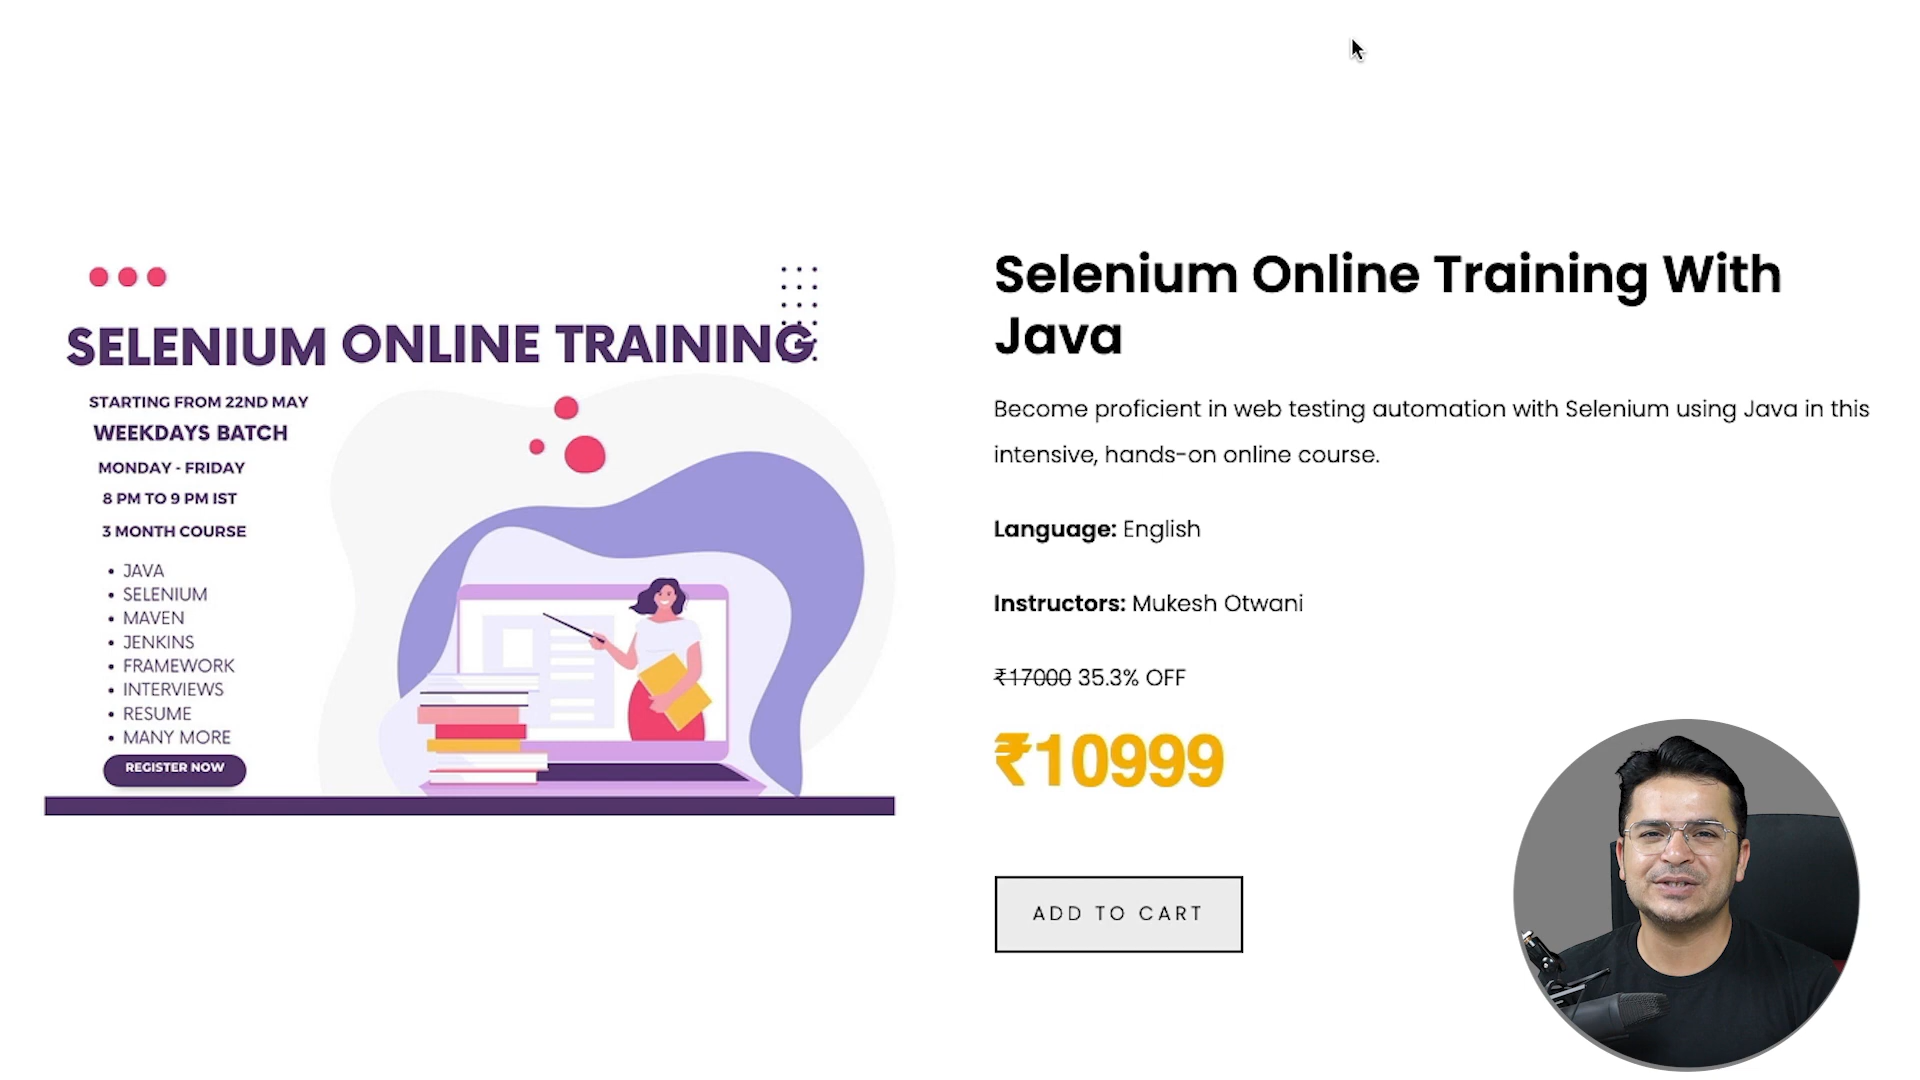 SELENIUM ONLINE TRAINING
STARTING FROM 22ND MAY
WEEKDAYS BATCH
MONDAY - FRIDAY
8 PM TO 9 PM IST
3 MONTH COURSE
• JAVA
• SELENIUM
• MAVEN
• JENKINS
• FRAMEWORK
• INTERVIEWS
• RESUME
• MANY MORE
REGISTER NOW
Selenium Online Training With
Java
Become proficient in web testing automation with Selenium using Java in this
intensive, hands-on online course.
Language: English
Instructors: Mukesh Otwani
₹17000 35.3% OFF
₹10999
ADD TO CART